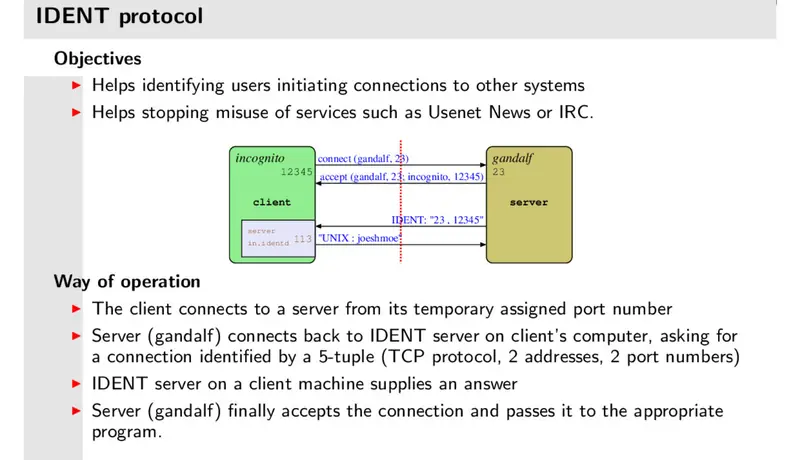 IDENT protocol
Objectives
Helps identifying users initiating connections to other systems
Helps stopping misuse of services such as Usenet News or IRC.
incognito
12345
client
server
in.identd
113
connect (gandalf, 23)
accept (gandalf, 23; incognito, 12345)
IDENT: "23 , 12345"
"UNIX : joeshmoe"
gandalf
23
server
Way of operation
The client connects to a server from its temporary assigned port number
Server (gandalf) connects back to IDENT server on client's computer, asking for
a connection identified by a 5-tuple (TCP protocol, 2 addresses, 2 port numbers)
IDENT server on a client machine supplies an answer
Server (gandalf) finally accepts the connection and passes it to the appropriate
program.